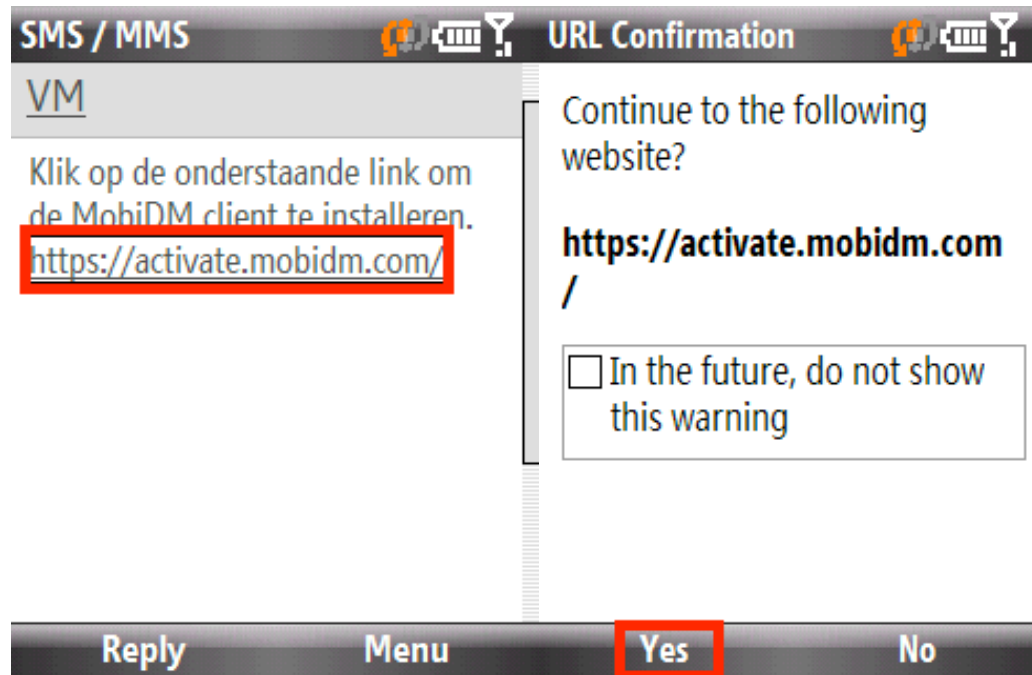 SMS / MMS
VM
Klik op de onderstaande link om
de MobiDM client te installeren.
https://activate.mobidm.com/
Reply Menu
URL Confirmation
Continue to the following
website?
https://activate.mobidm.com
/
In the future, do not show
this warning
Yes No